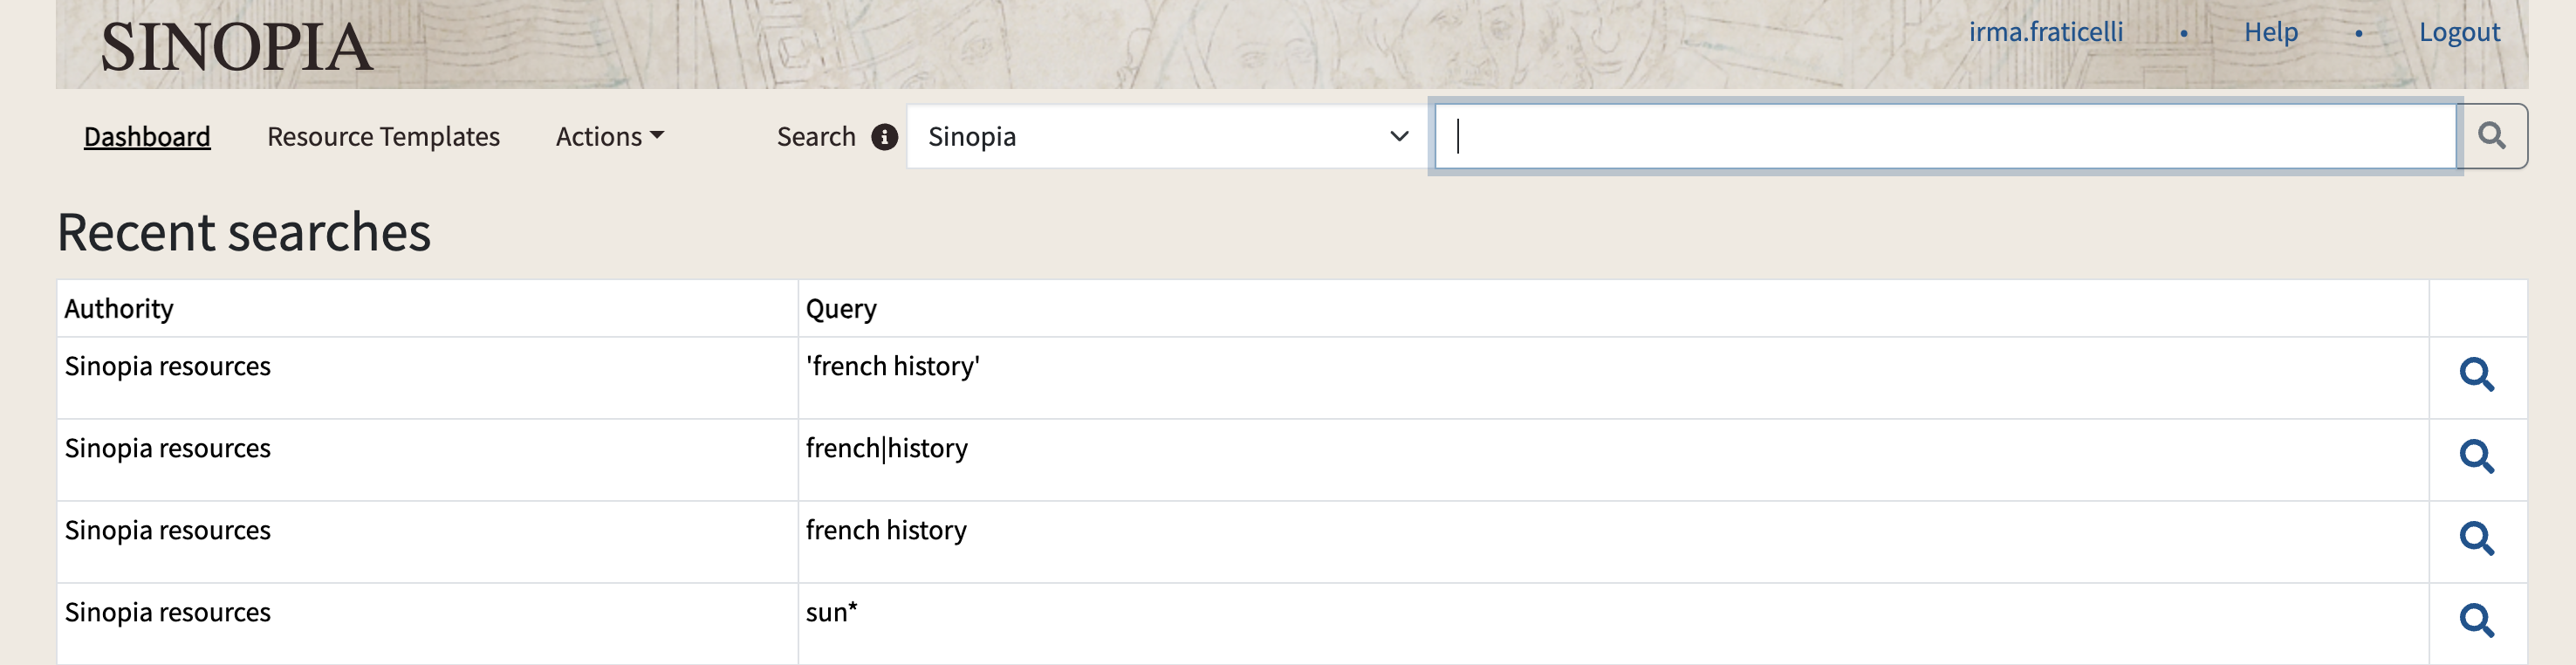 SINOPIA
irma.fraticelli • Help • Logout
Dashboard Resource Templates Actions Search Sinopia
Recent searches
Authority Query
Sinopia resources 'french history'
Sinopia resources french|history
Sinopia resources french history
Sinopia resources sun*